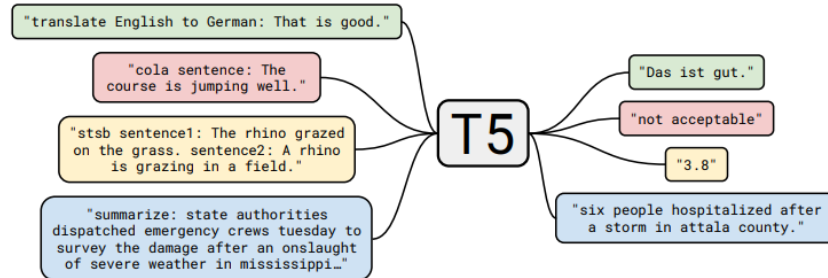 "translate English to German: That is good."
"cola sentence: The
course is jumping well."
"stsb sentence1: The rhino grazed
on the grass. sentence2: A rhino
is grazing in a field."
"summarize: state authorities
dispatched emergency crews tuesday to
survey the damage after an onslaught
of severe weather in mississippi…"
T5
"Das ist gut."
"not acceptable"
"3.8"
"six people hospitalized after
a storm in attala county."